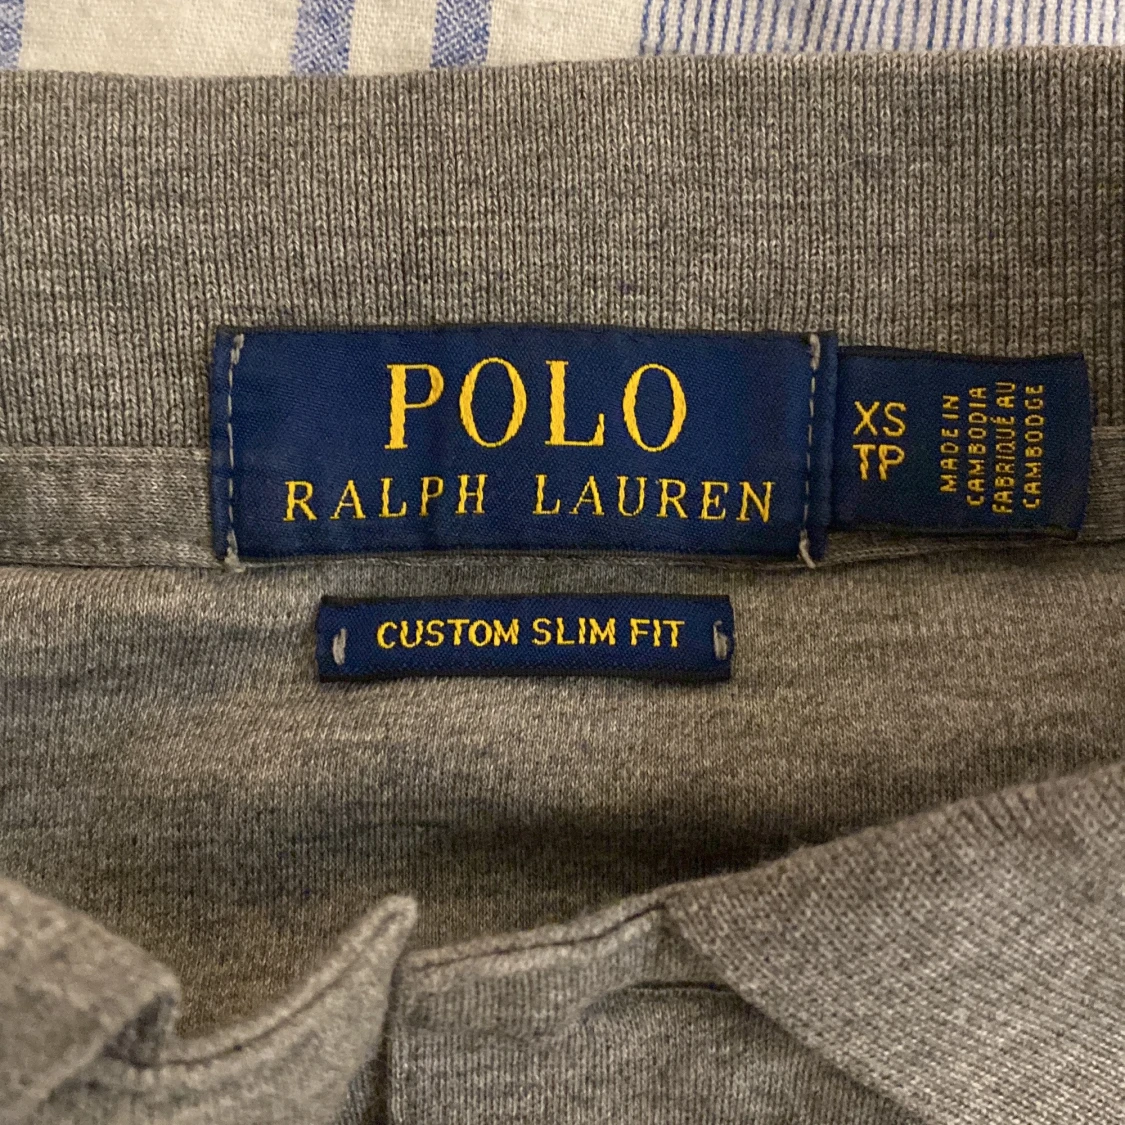 POLO
RALPH LAUREN
XS
TP
MADE IN
CAMBODIA
FABRIQUÉ AU
CAMBODGE
CUSTOM SLIM FIT